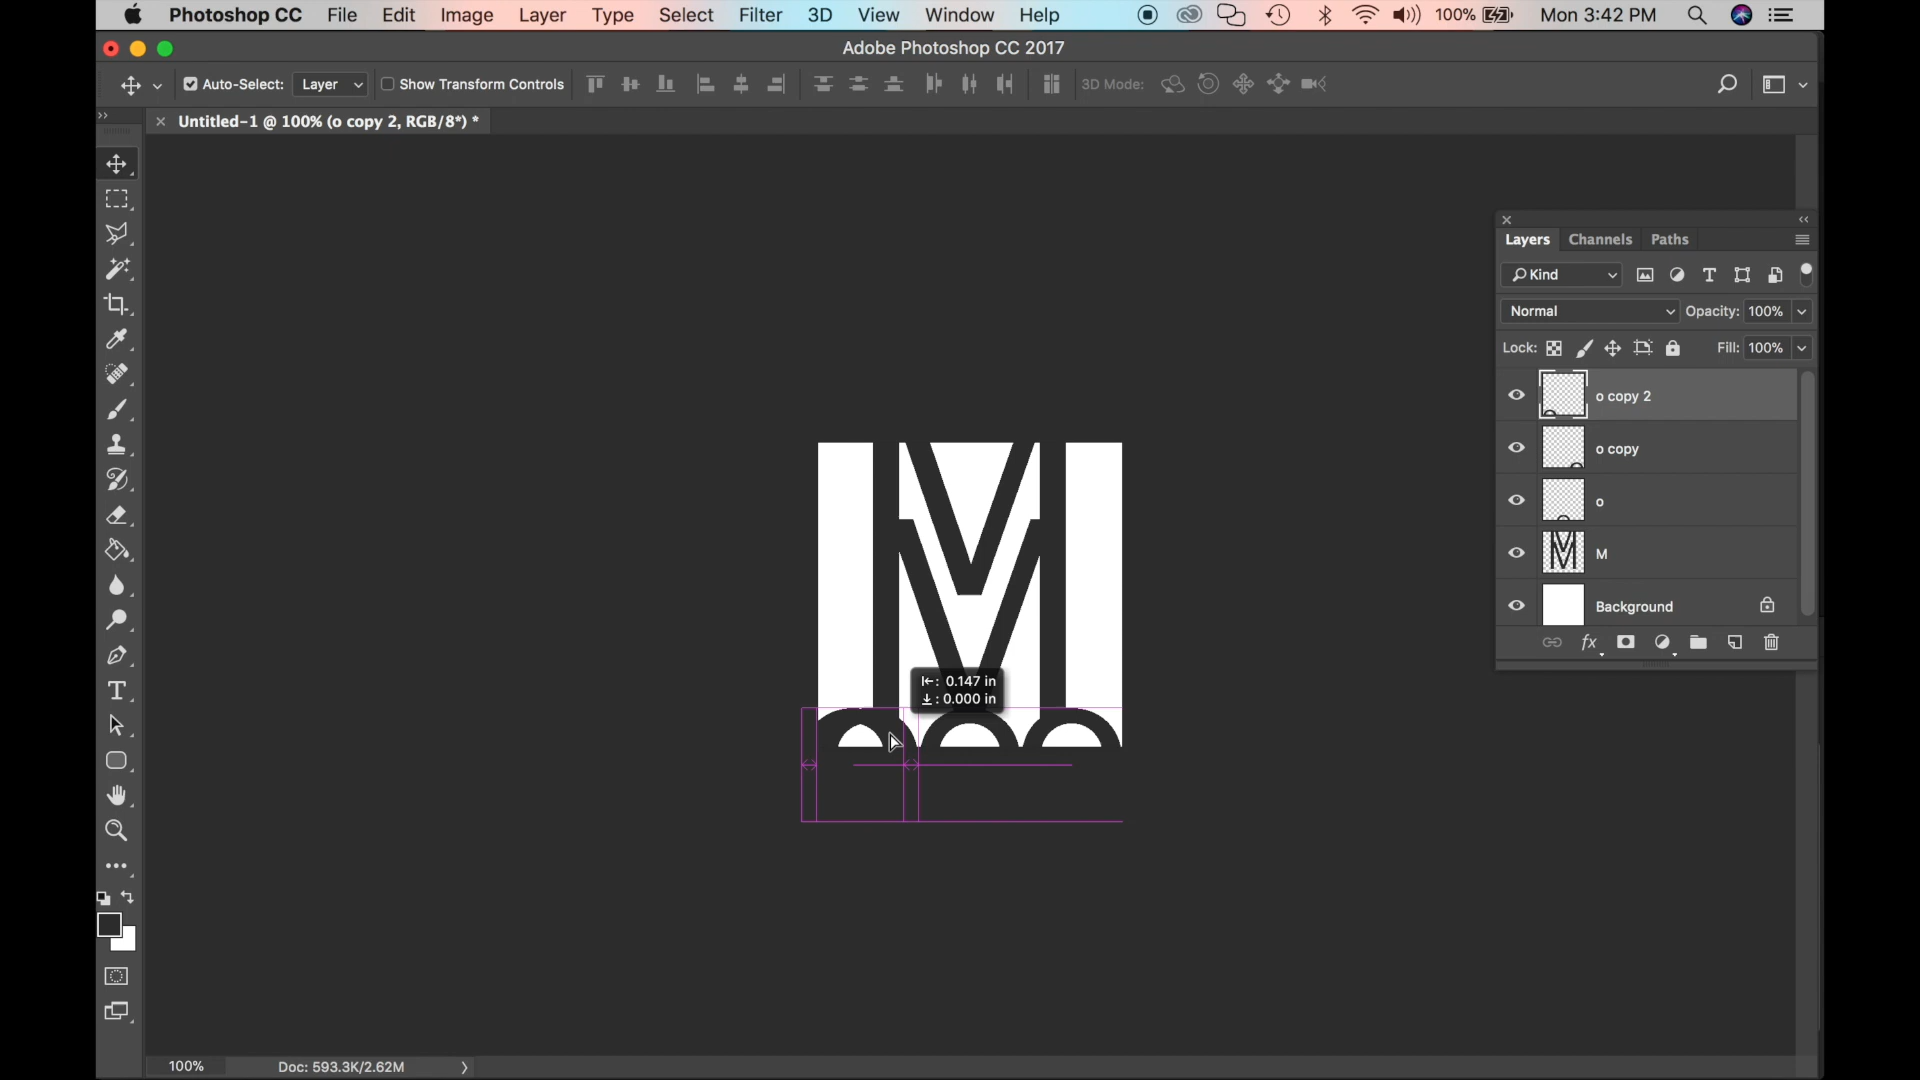 Photoshop CC File Edit Image Layer Type Select Filter 3D View Window Help 100% Mon 3:42 PM
Adobe Photoshop CC 2017
Auto-Select: Layer Show Transform Controls 3D Mode:
Untitled-1 @ 100% (o copy 2, RGB/8*) *
Layers Channels Paths
Kind
Normal Opacity: 100%
Lock: Fill: 100%
o copy 2
o copy
o
M
Background
fx
M
0.147 in
: 0.000 in
100% Doc: 593.3K/2.62M